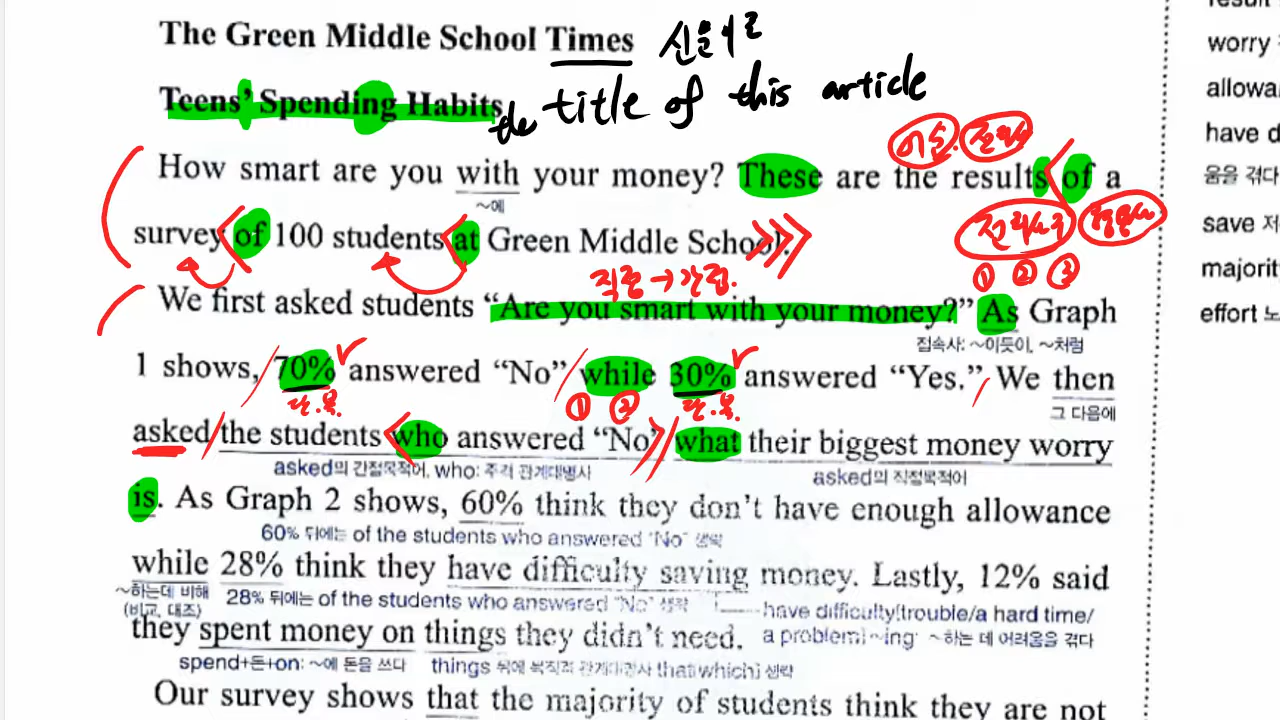 The Green Middle School Times
Teens' Spending Habits
the title of this article
How smart are you with your money? These are the results of a
~에
전치사구
survey of 100 students at Green Middle School.
① ② ③
직접 → 간접.
We first asked students "Are you smart with your money?" As Graph
접속사: ~이듯이, ~처럼
1 shows, 70% answered "No" while 30% answered "Yes." We then
① ②
그 다음에
asked the students who answered "No" what their biggest money worry
asked의 간접목적어, who: 주격 관계대명사
asked의 직접목적어
is. As Graph 2 shows, 60% think they don't have enough allowance
60% 뒤에는 of the students who answered "No" 생략
while 28% think they have difficulty saving money. Lastly, 12% said
~하는데 비해
(비교, 대조)
28% 뒤에는 of the students who answered "No" 생략
have difficulty[trouble/a hard time/
they spent money on things they didn't need.
a problem] ~ing: ~하는 데 어려움을 겪다
spend+돈+on: ~에 돈을 쓰다
things 뒤에 목적격 관계대명사 that[which] 생략
Our survey shows that the majority of students think they are not
worry
have d
움을 겪다
save 저
majority
effort 노